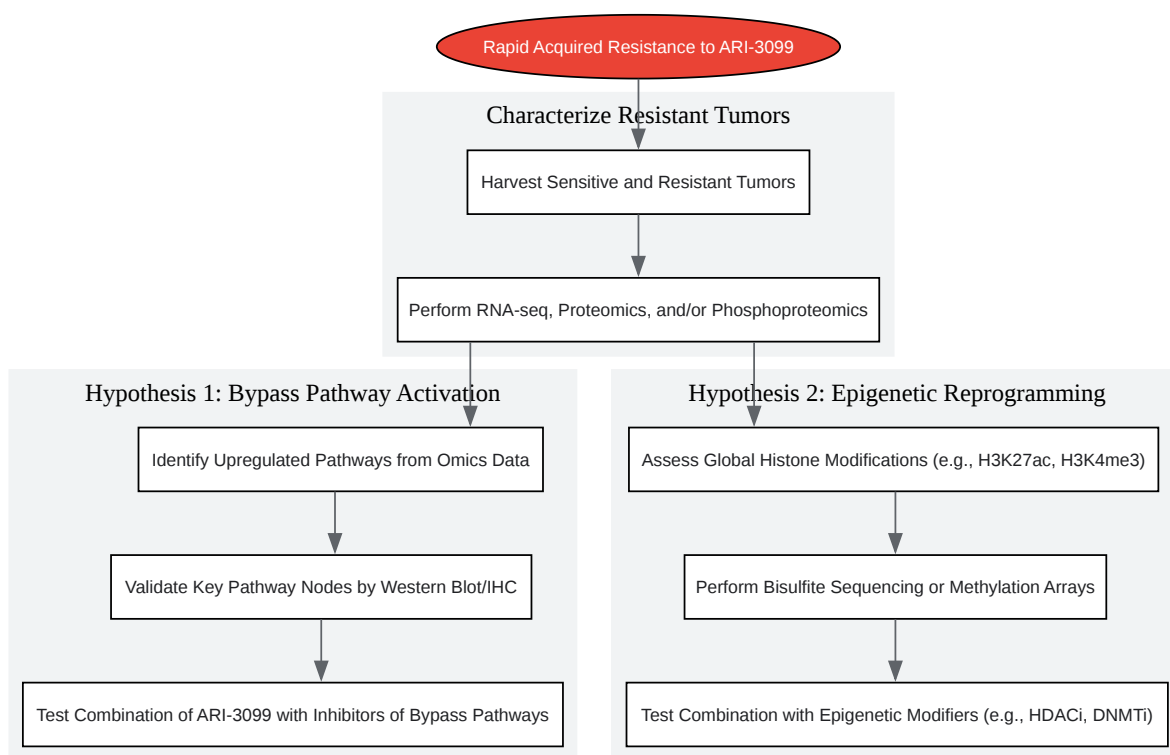 Rapid Acquired Resistance to ARI-3099
Characterize Resistant Tumors
Harvest Sensitive and Resistant Tumors
Perform RNA-seq, Proteomics, and/or Phosphoproteomics
Hypothesis 1: Bypass Pathway Activation
Identify Upregulated Pathways from Omics Data
Validate Key Pathway Nodes by Western Blot/IHC
Test Combination of ARI-3099 with Inhibitors of Bypass Pathways
Hypothesis 2: Epigenetic Reprogramming
Assess Global Histone Modifications (e.g., H3K27ac, H3K4me3)
Perform Bisulfite Sequencing or Methylation Arrays
Test Combination with Epigenetic Modifiers (e.g., HDACi, DNMTi)